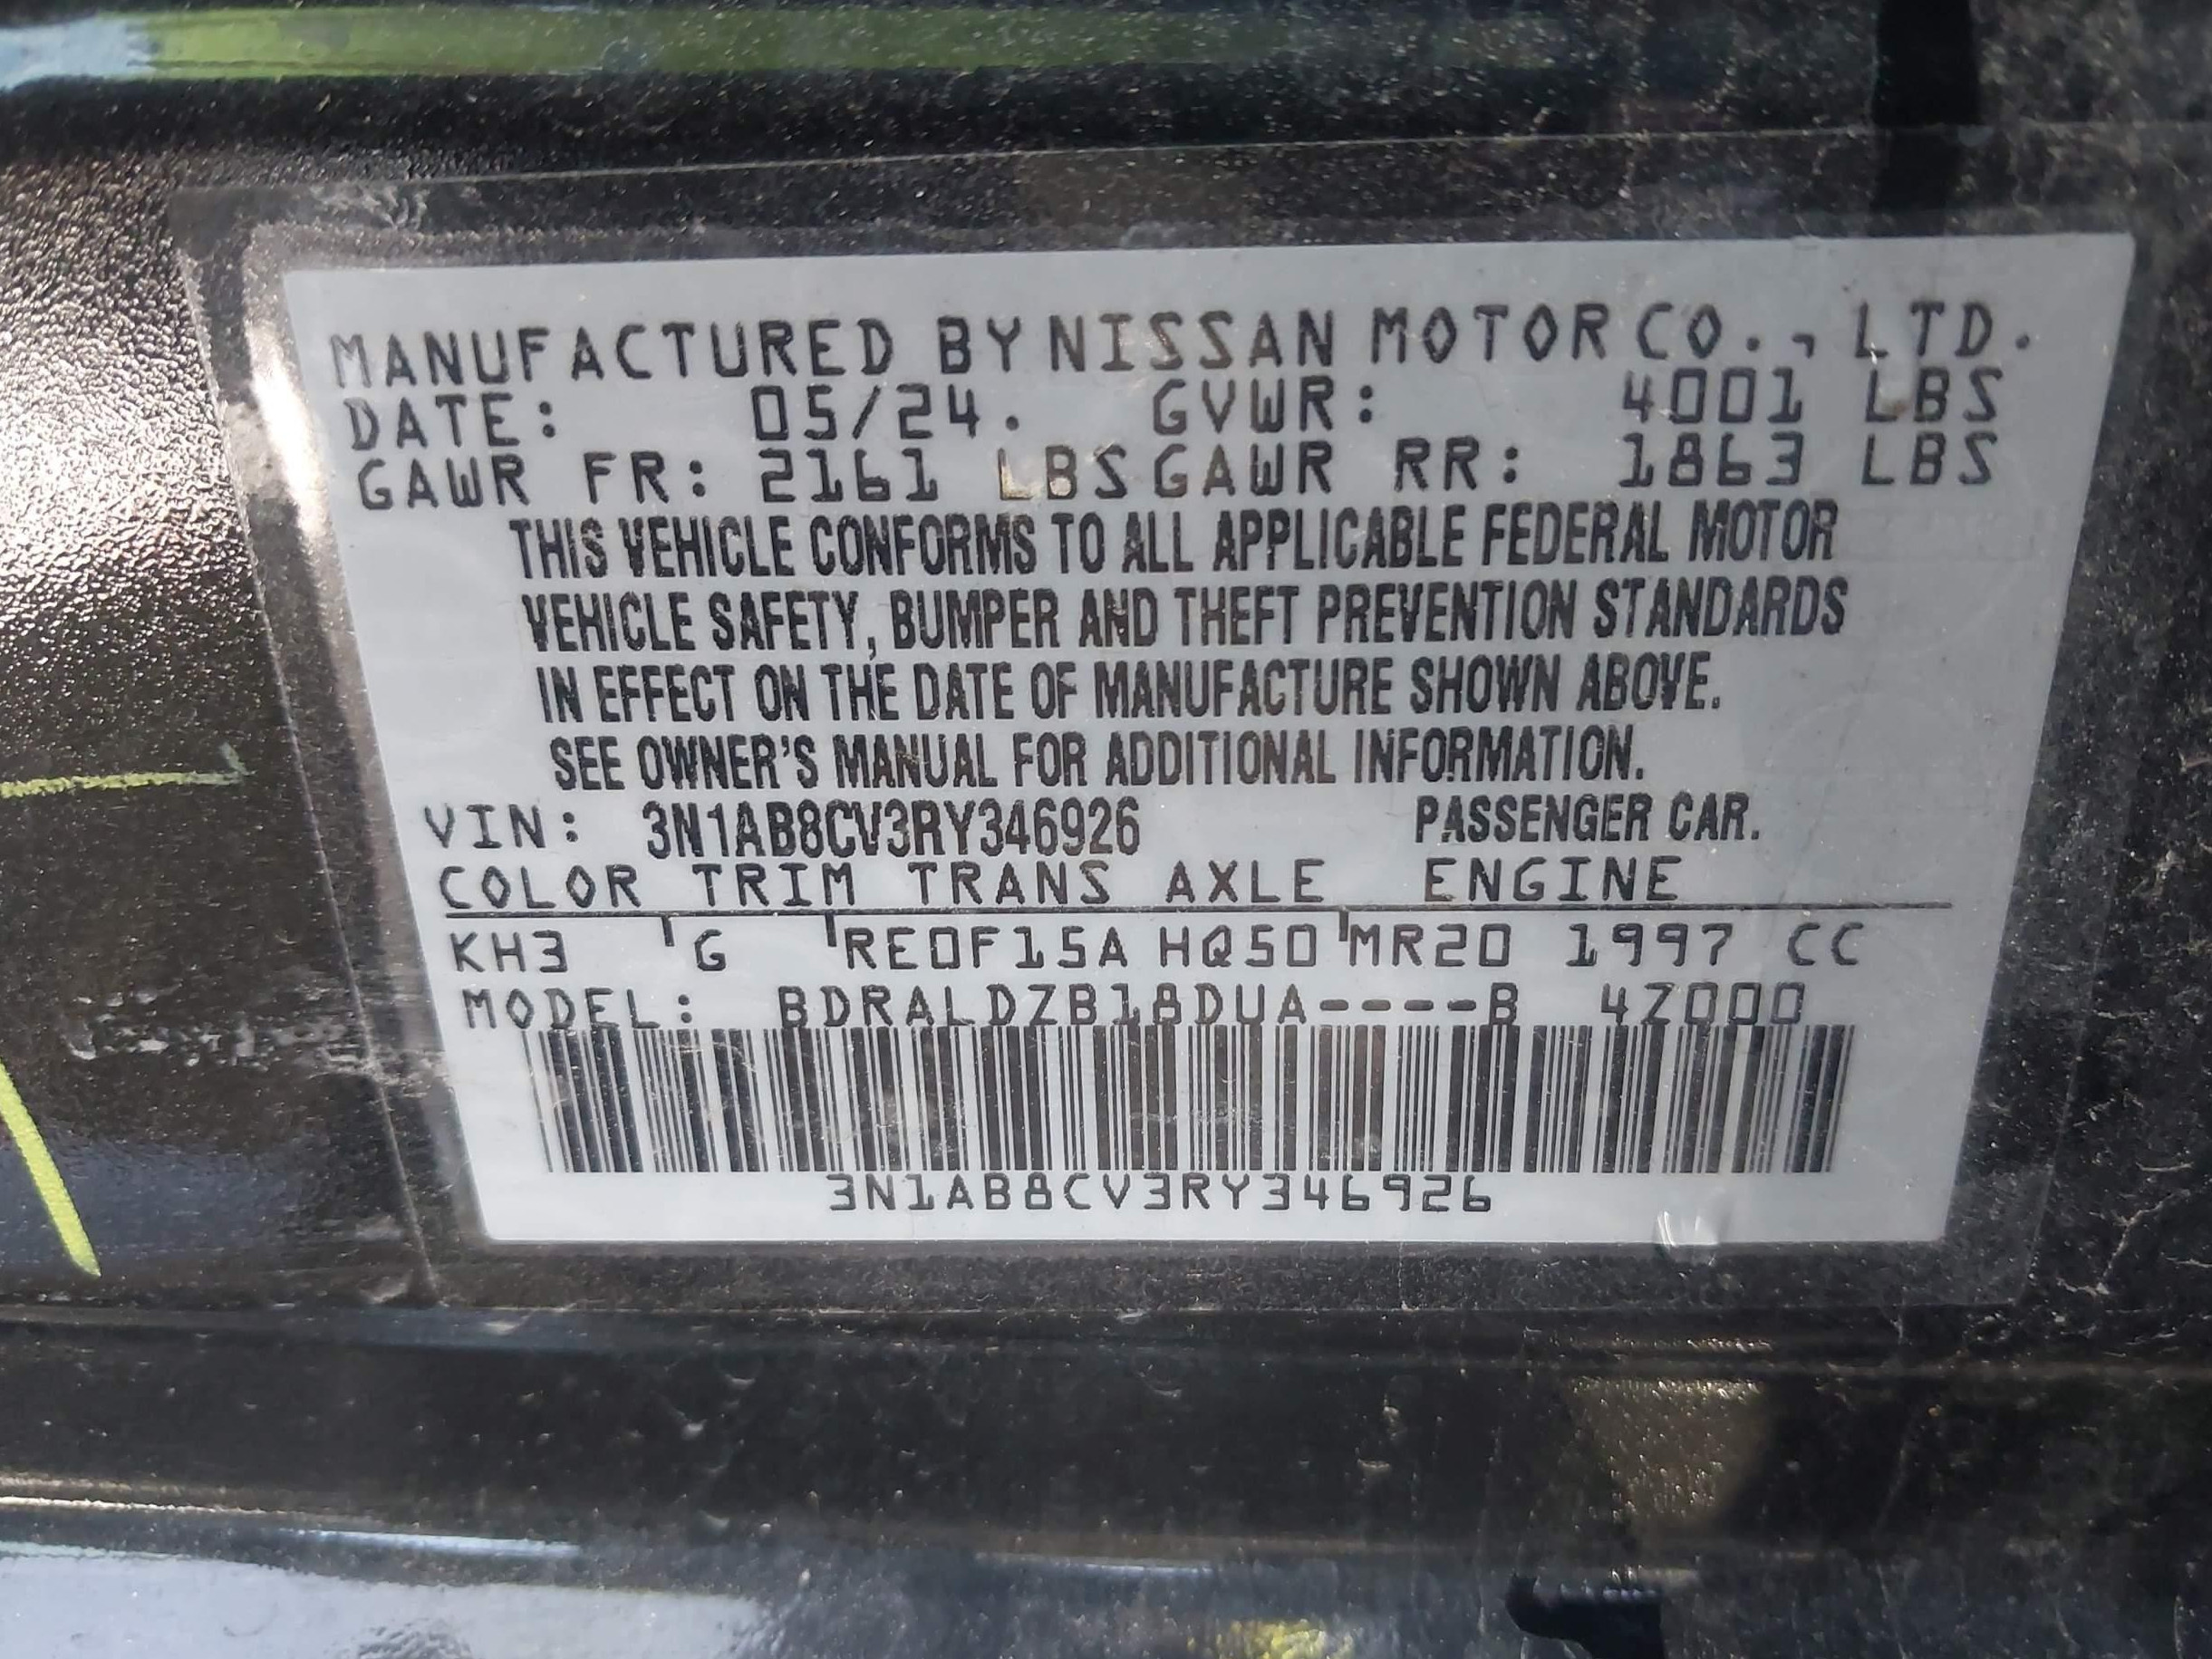 MANUFACTURED BY NISSAN MOTOR CO., LTD.
DATE: 05/24. GVWR: 4001 LBS
GAWR FR: 2161 LBS GAWR RR: 1863 LBS
THIS VEHICLE CONFORMS TO ALL APPLICABLE FEDERAL MOTOR
VEHICLE SAFETY, BUMPER AND THEFT PREVENTION STANDARDS
IN EFFECT ON THE DATE OF MANUFACTURE SHOWN ABOVE.
SEE OWNER'S MANUAL FOR ADDITIONAL INFORMATION.
VIN: 3N1AB8CV3RY346926 PASSENGER CAR.
COLOR TRIM TRANS AXLE ENGINE
KH3 G RE0F15A HQ50 MR20 1997 CC
MODEL: BDRALDZB18DUA----B 4Z000
3N1AB8CV3RY346926